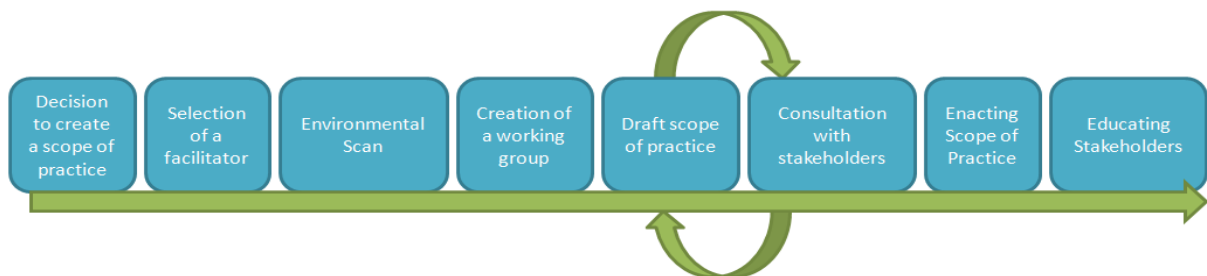 Decision
to create
a scope of
practice
Selection
of a
facilitator
Environmental
Scan
Creation of
a working
group
Draft scope
of practice
Consultation
with
stakeholders
Enacting
Scope of
Practice
Educating
Stakeholders